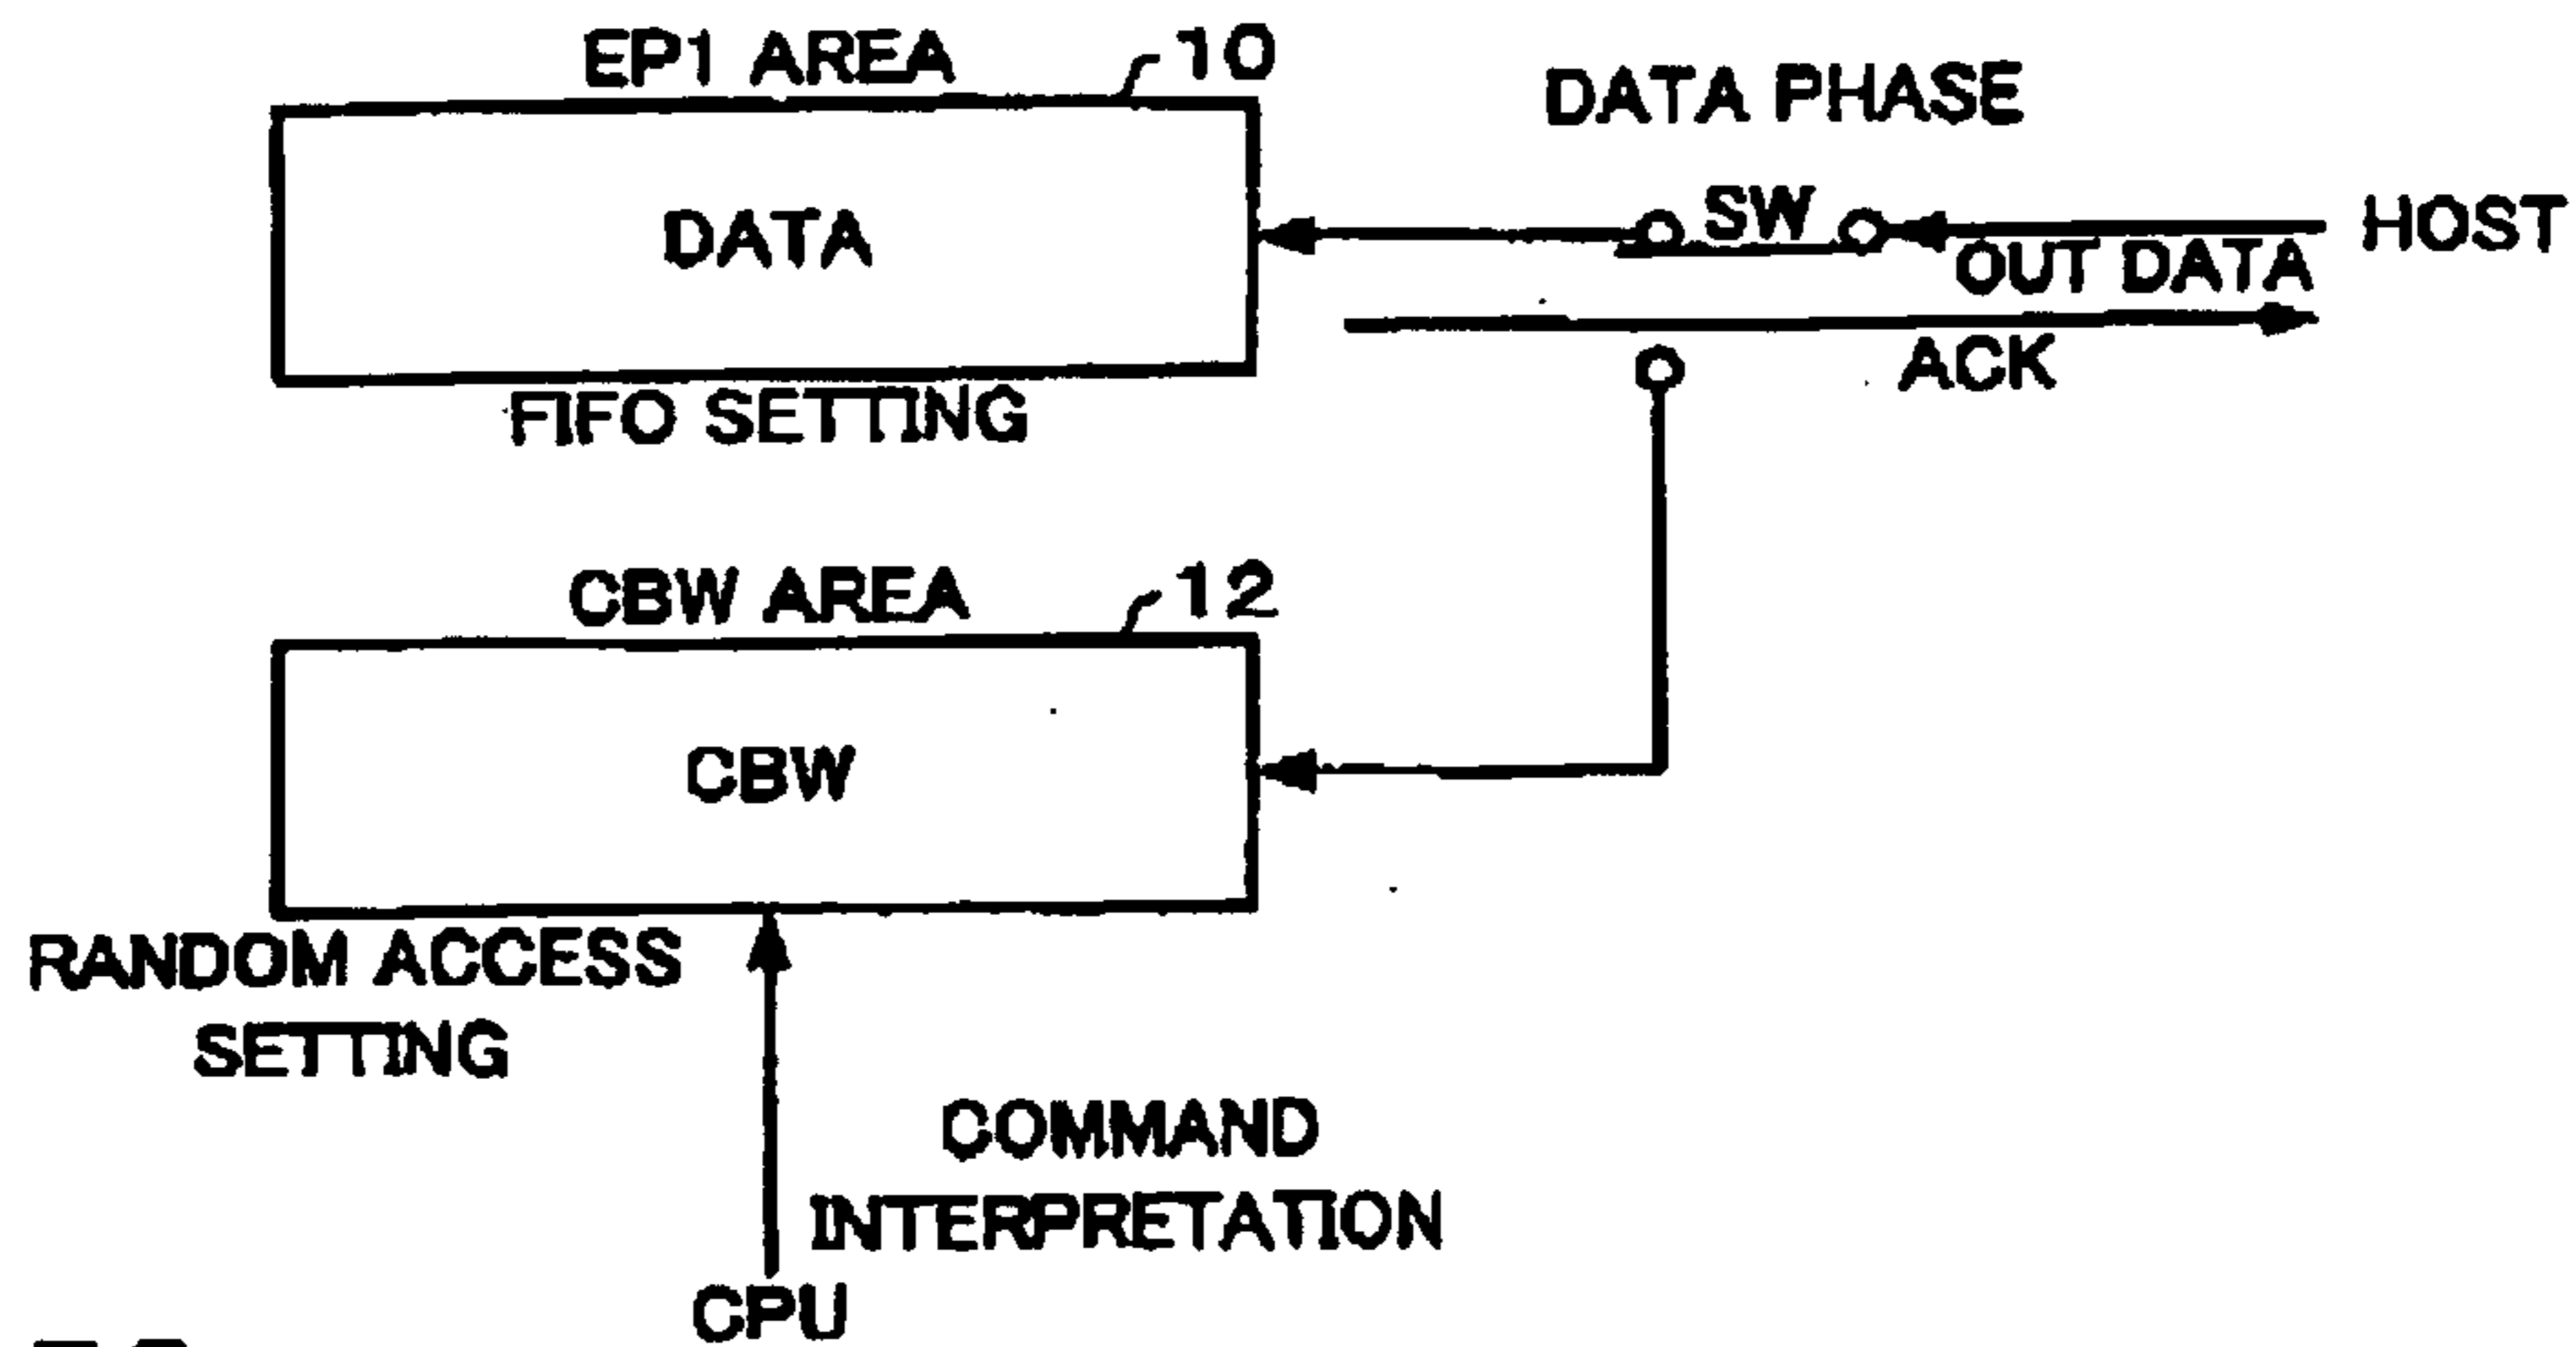 EP1 AREA
10
DATA PHASE
DATA
SW
HOST
OUT DATA
ACK
FIFO SETTING
CBW AREA
12
CBW
RANDOM ACCESS
SETTING
COMMAND
INTERPRETATION
CPU